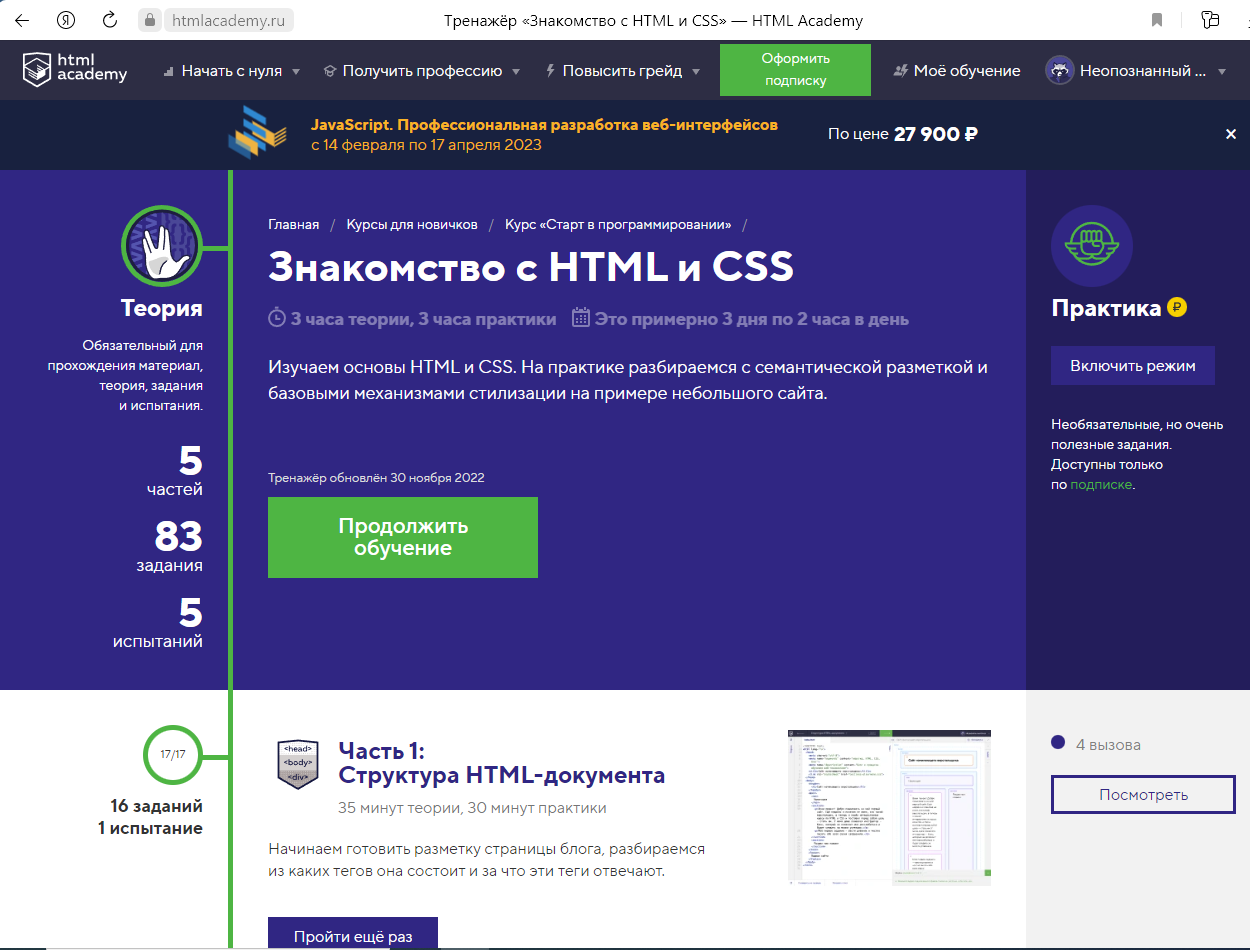 htmlacademy.ru
Тренажёр «Знакомство с HTML и CSS» — HTML Academy
html
academy
Начать с нуля
Получить профессию
Повысить грейд
Оформить
подписку
Моё обучение
Неопознанный ...
JavaScript. Профессиональная разработка веб-интерфейсов
с 14 февраля по 17 апреля 2023
По цене 27 900 ₽
Теория
Обязательный для
прохождения материал,
теория, задания
и испытания.
5
частей
83
задания
5
испытаний
Главная / Курсы для новичков / Курс «Старт в программировании» /
Знакомство с HTML и CSS
3 часа теории, 3 часа практики
Это примерно 3 дня по 2 часа в день
Изучаем основы HTML и CSS. На практике разбираемся с семантической разметкой и
базовыми механизмами стилизации на примере небольшого сайта.
Тренажёр обновлён 30 ноября 2022
Продолжить
обучение
Практика ₽
Включить режим
Необязательные, но очень
полезные задания.
Доступны только
по подписке.
17/17
16 заданий
1 испытание
<head>
<body>
<div>
Часть 1:
Структура HTML-документа
35 минут теории, 30 минут практики
Начинаем готовить разметку страницы блога, разбираемся
из каких тегов она состоит и за что эти теги отвечают.
Пройти ещё раз
4 вызова
Посмотреть